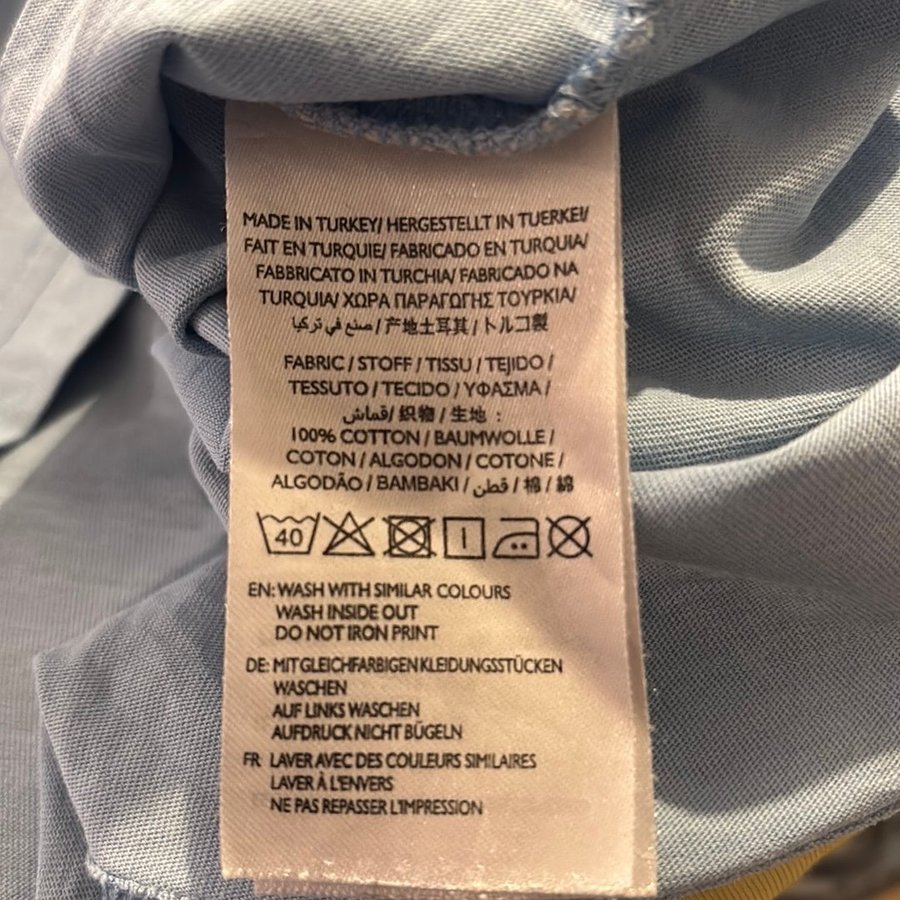 MADE IN TURKEY/ HERGESTELLT IN TUERKEI/
FAIT EN TURQUIE/ FABRICADO EN TURQUIA/
FABBRICATO IN TURCHIA/ FABRICADO NA
TURQUIA/ ΧΩΡΑ ΠΑΡΑΓΩΓΗΣ ΤΟΥΡΚΙΑ/
صنع في تركيا / 产地土耳其 / トルコ製
FABRIC / STOFF / TISSU / TEJIDO /
TESSUTO / TECIDO / ΥΦΑΣΜΑ /
قماش / 织物 / 生地 :
100% COTTON / BAUMWOLLE /
COTON / ALGODON / COTONE /
ALGODÃO / BAMBAKI / قطن / 棉 / 綿
40
EN: WASH WITH SIMILAR COLOURS
WASH INSIDE OUT
DO NOT IRON PRINT
DE: MIT GLEICHFARBIGEN KLEIDUNGSSTÜCKEN
WASCHEN
AUF LINKS WASCHEN
AUFDRUCK NICHT BÜGELN
FR LAVER AVEC DES COULEURS SIMILAIRES
LAVER À L'ENVERS
NE PAS REPASSER L'IMPRESSION